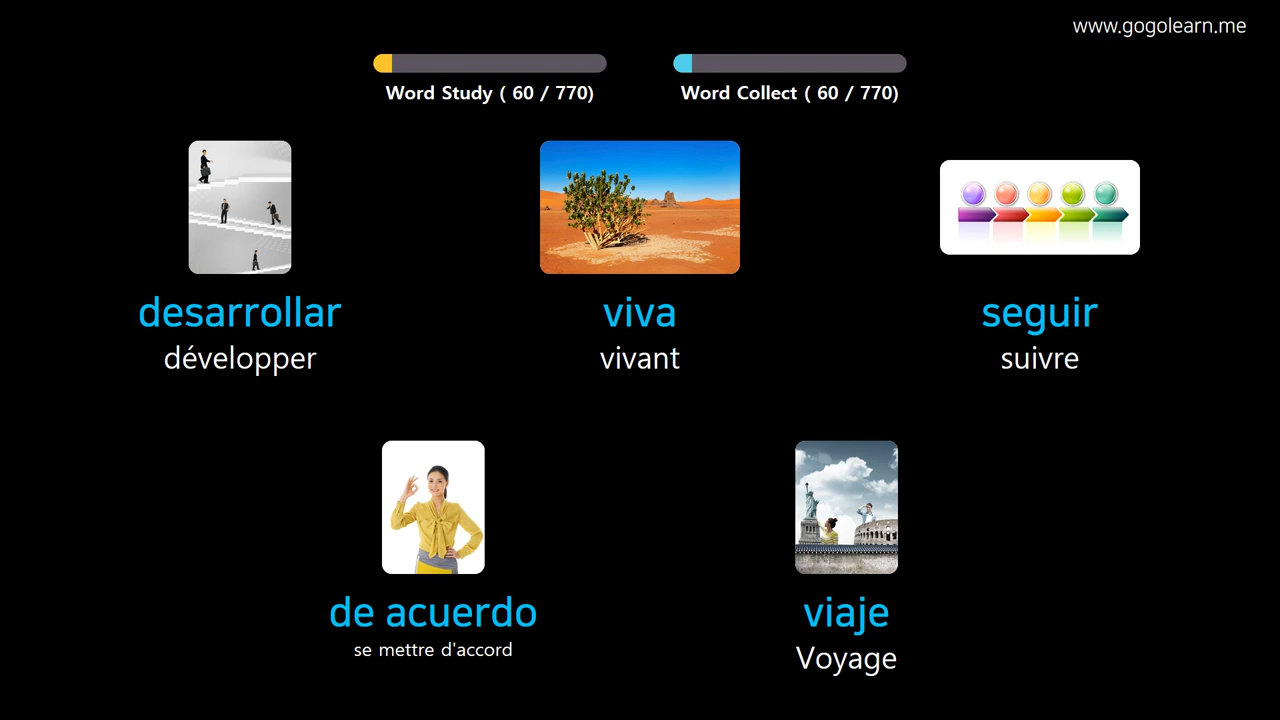 www.gogolearn.me
Word Study ( 60 / 770)
Word Collect ( 60 / 770)
desarrollar
développer
viva
vivant
seguir
suivre
de acuerdo
se mettre d'accord
viaje
Voyage